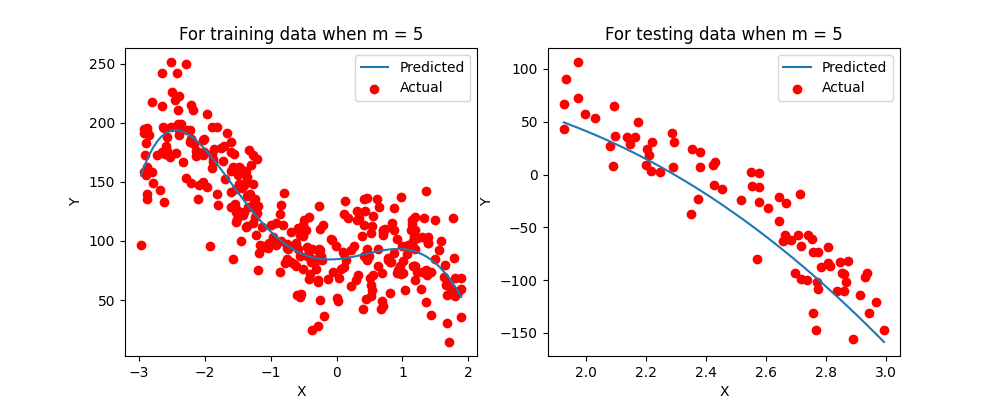 For training data when m = 5
Predicted
Actual
250
200
150
100
50
Y
−3
−2
−1
0
1
2
X
For testing data when m = 5
Predicted
Actual
100
50
0
−50
−100
−150
Y
2.0
2.2
2.4
2.6
2.8
3.0
X